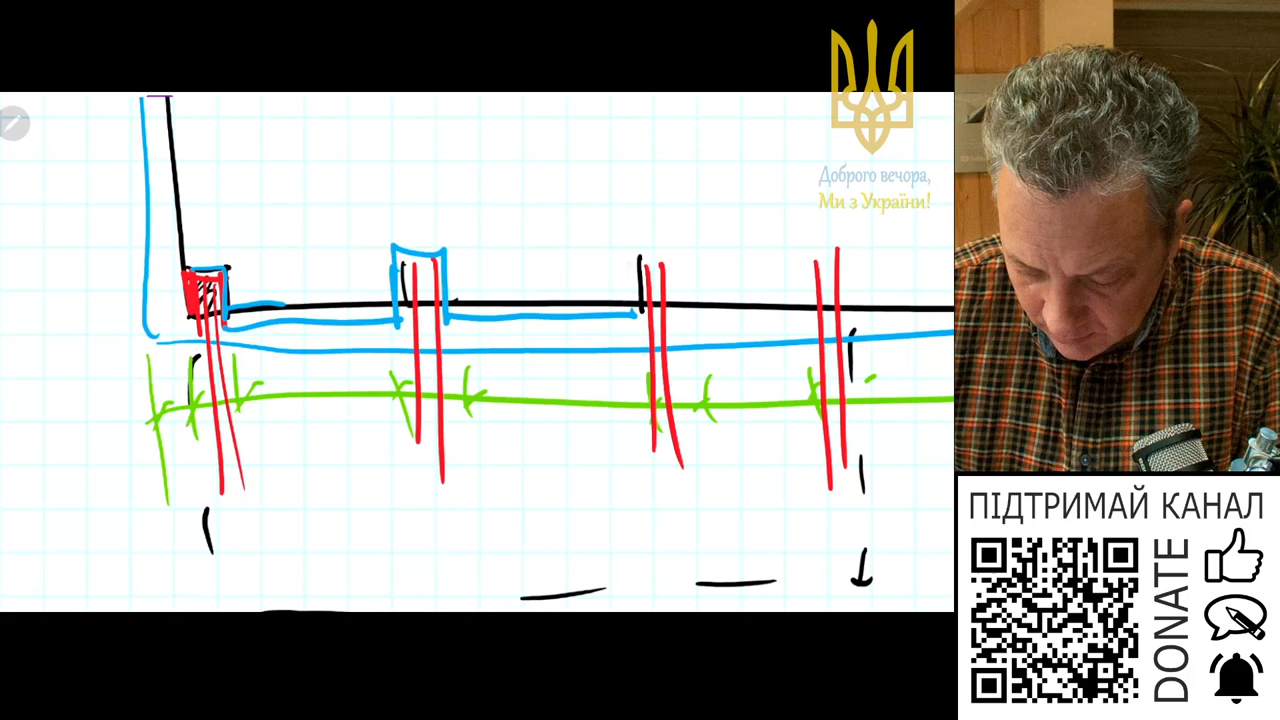 Доброго вечора,
Ми з України!
ПІДТРИМАЙ КАНАЛ
DONATE